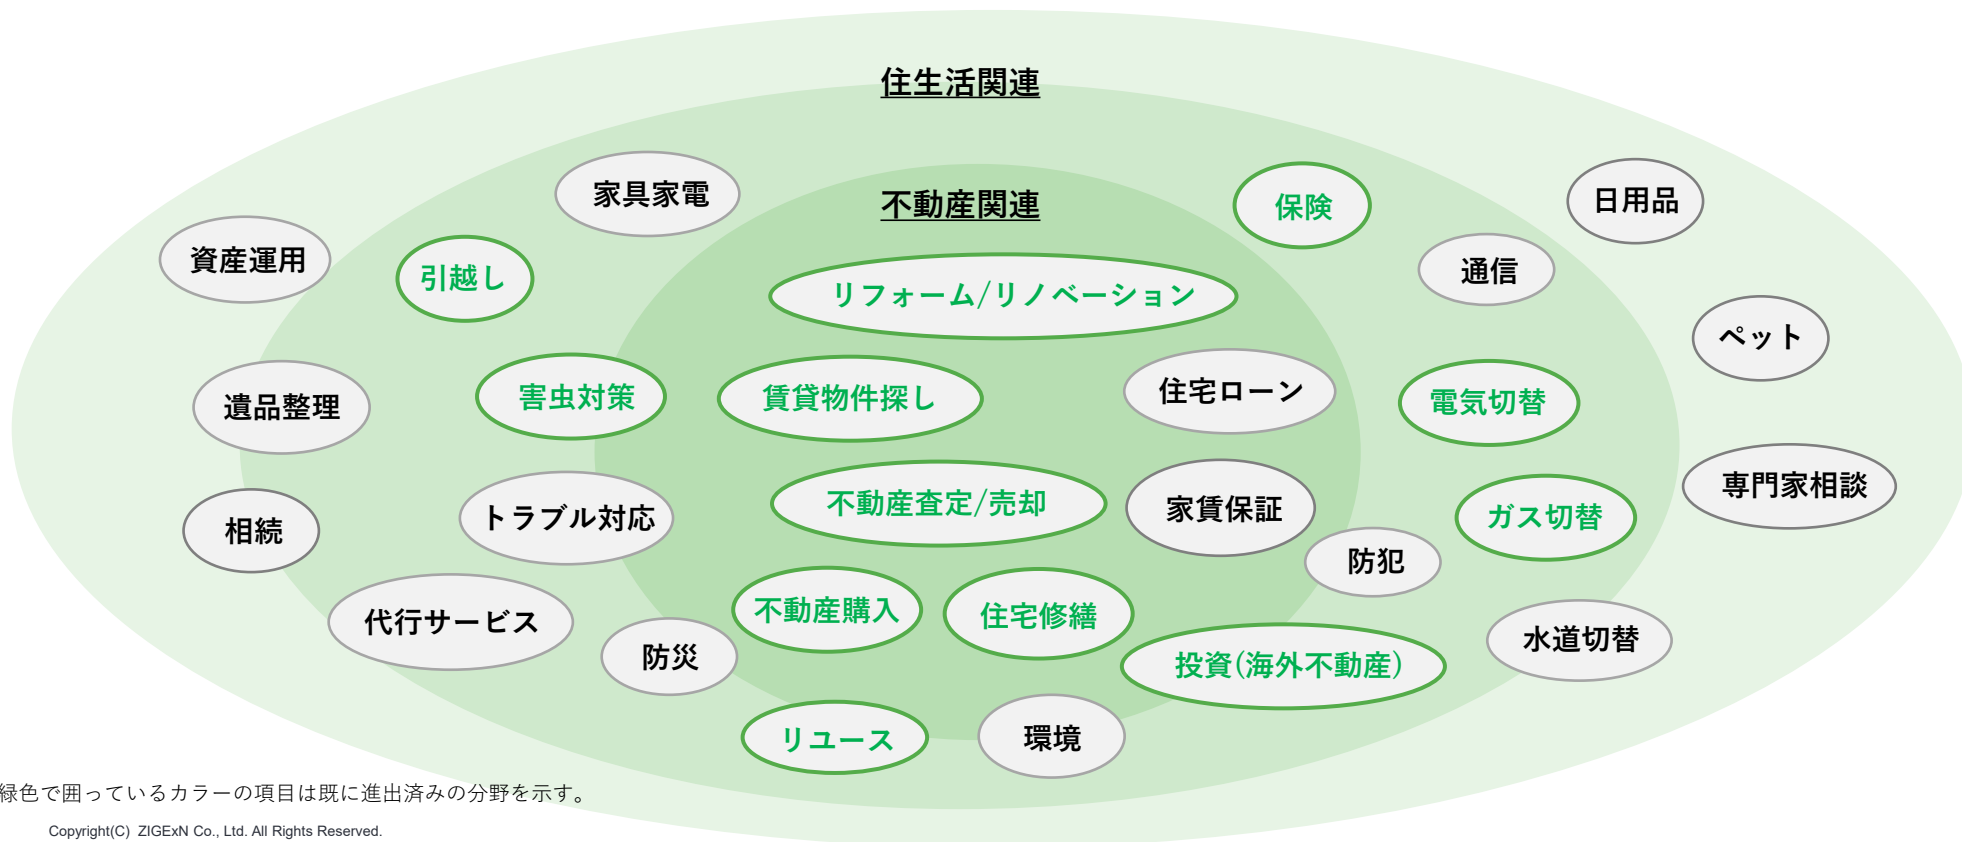 住生活関連
家具家電
不動産関連
保険
日用品
資産運用
引越し
通信
リフォーム/リノベーション
ペット
遺品整理
害虫対策
賃貸物件探し
住宅ローン
電気切替
専門家相談
相続
トラブル対応
不動産査定/売却
家賃保証
ガス切替
防犯
代行サービス
不動産購入
住宅修繕
防災
投資(海外不動産)
水道切替
リユース
環境
緑色で囲っているカラーの項目は既に進出済みの分野を示す。
Copyright(C) ZIGExN Co., Ltd. All Rights Reserved.